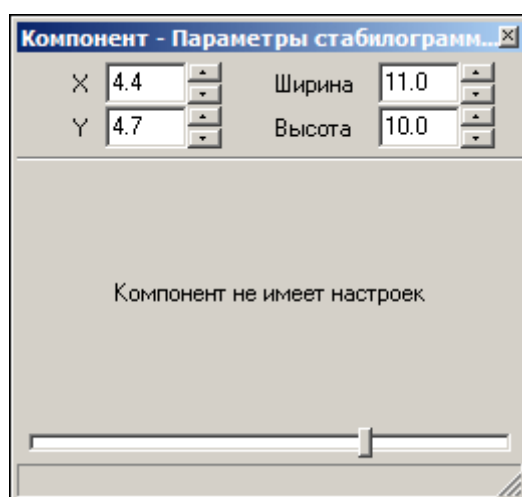 Компонент - Параметры стабилограмм...
X 4.4 Ширина 11.0
Y 4.7 Высота 10.0
Компонент не имеет настроек